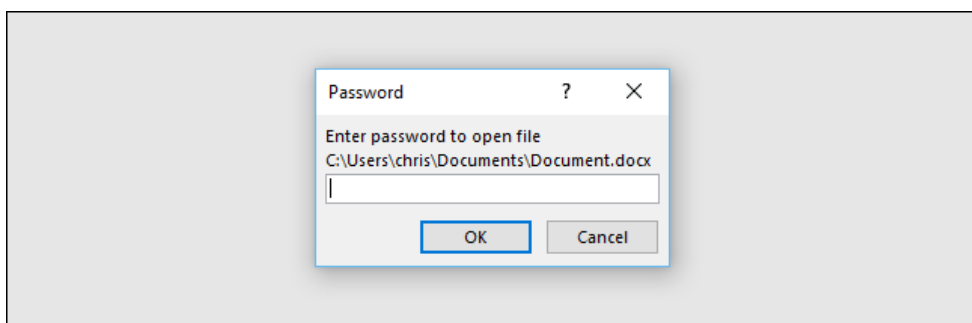 Password ?
Enter password to open file
C:\Users\chris\Documents\Document.docx
OK Cancel